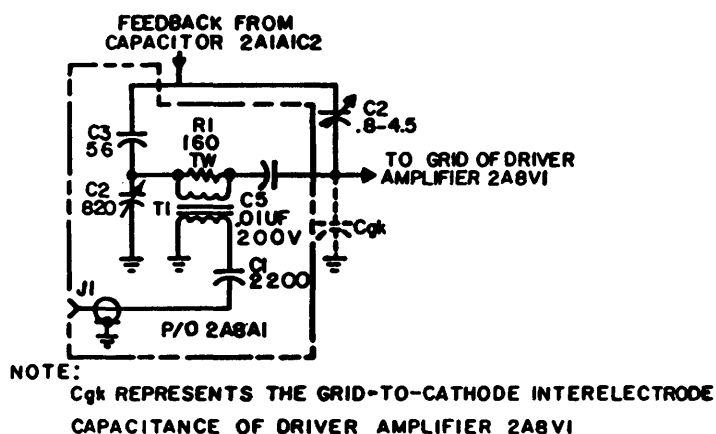 FEEDBACK FROM
CAPACITOR 2A1A1C2
C2
.8-4.5
C3
56
R1
160
TW
TO GRID OF DRIVER
AMPLIFIER 2A8V1
C2
820
T1
C5
.01UF
200V
Cgk
C1
2200
J1
P/O 2A8A1
NOTE:
Cgk REPRESENTS THE GRID-TO-CATHODE INTERELECTRODE
CAPACITANCE OF DRIVER AMPLIFIER 2A8V1